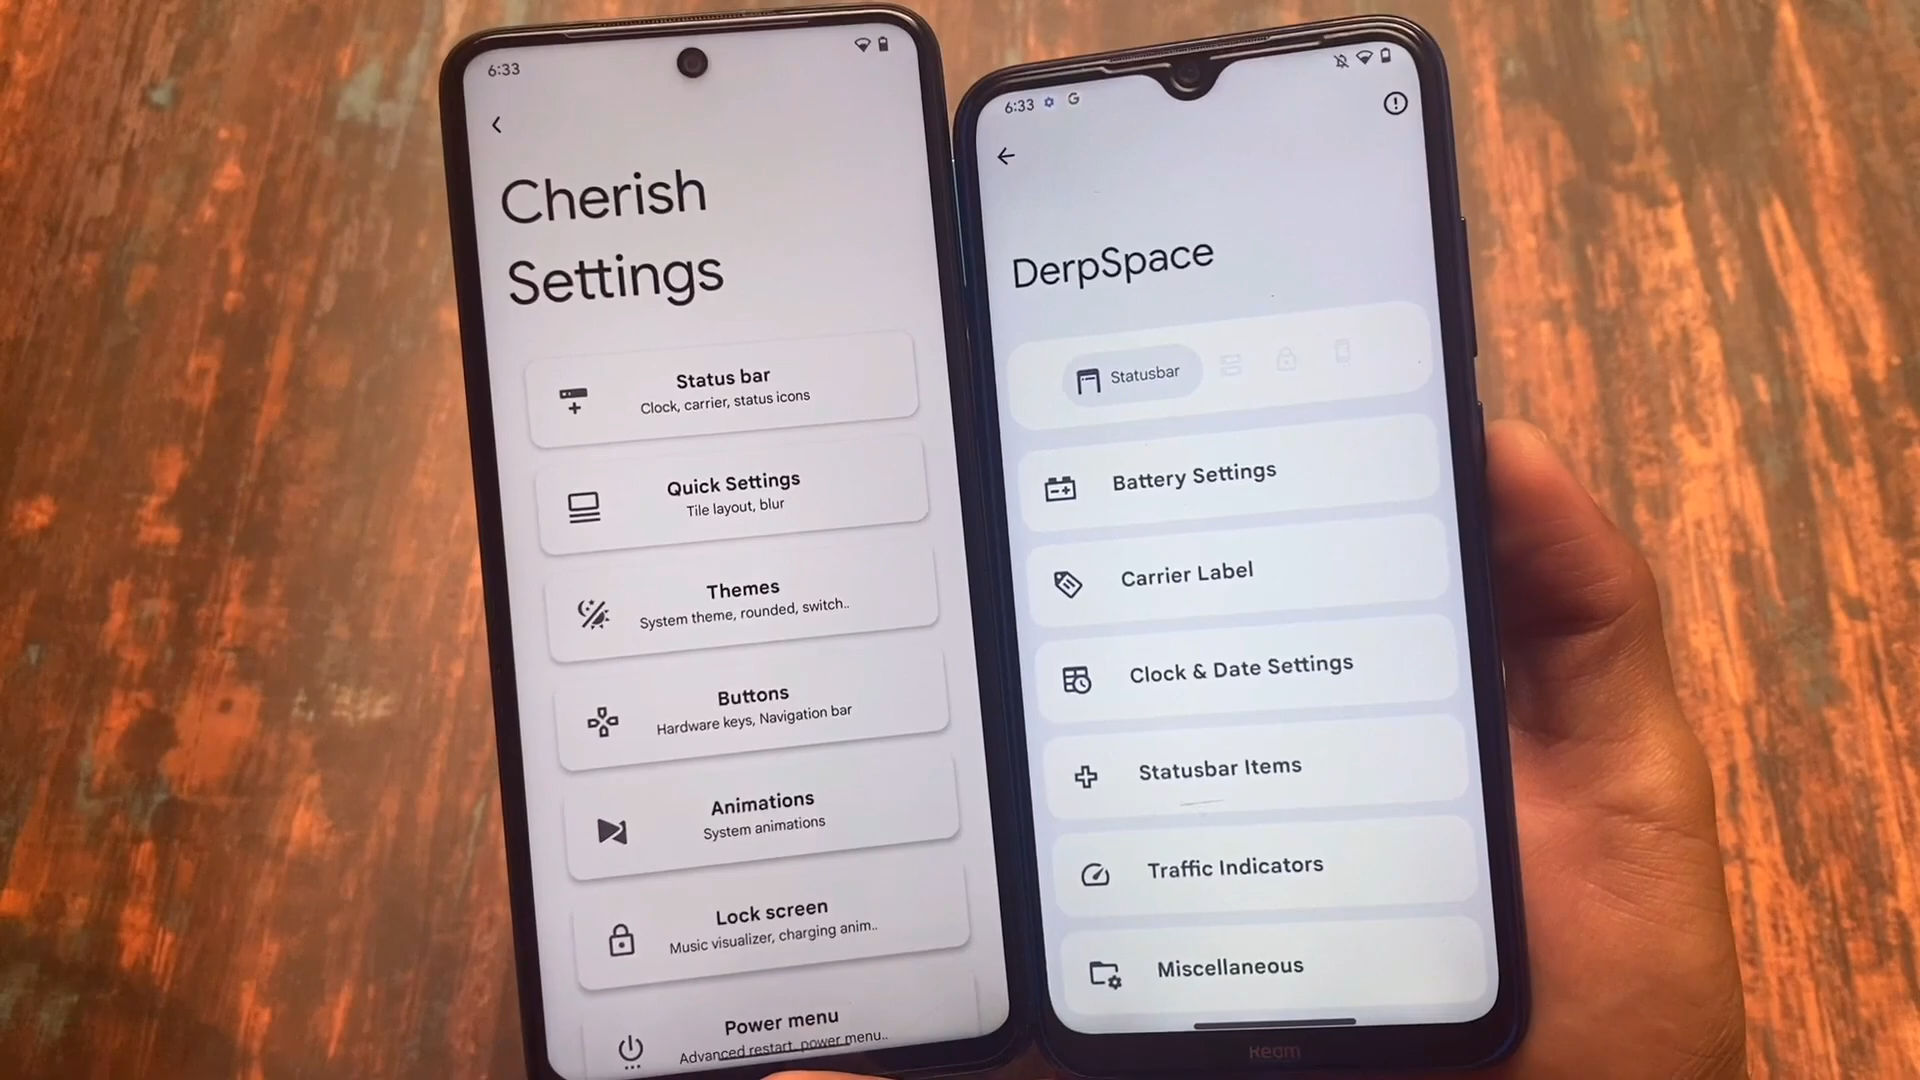 6:33
Cherish
Settings
Status bar
Clock, carrier, status icons
Quick Settings
Tile layout, blur
Themes
System theme, rounded, switch..
Buttons
Hardware keys, Navigation bar
Animations
System animations
Lock screen
Music visualizer, charging anim..
Power menu
Advanced restart, power menu..
6:33 G
DerpSpace
Statusbar
Battery Settings
Carrier Label
Clock & Date Settings
Statusbar Items
Traffic Indicators
Miscellaneous